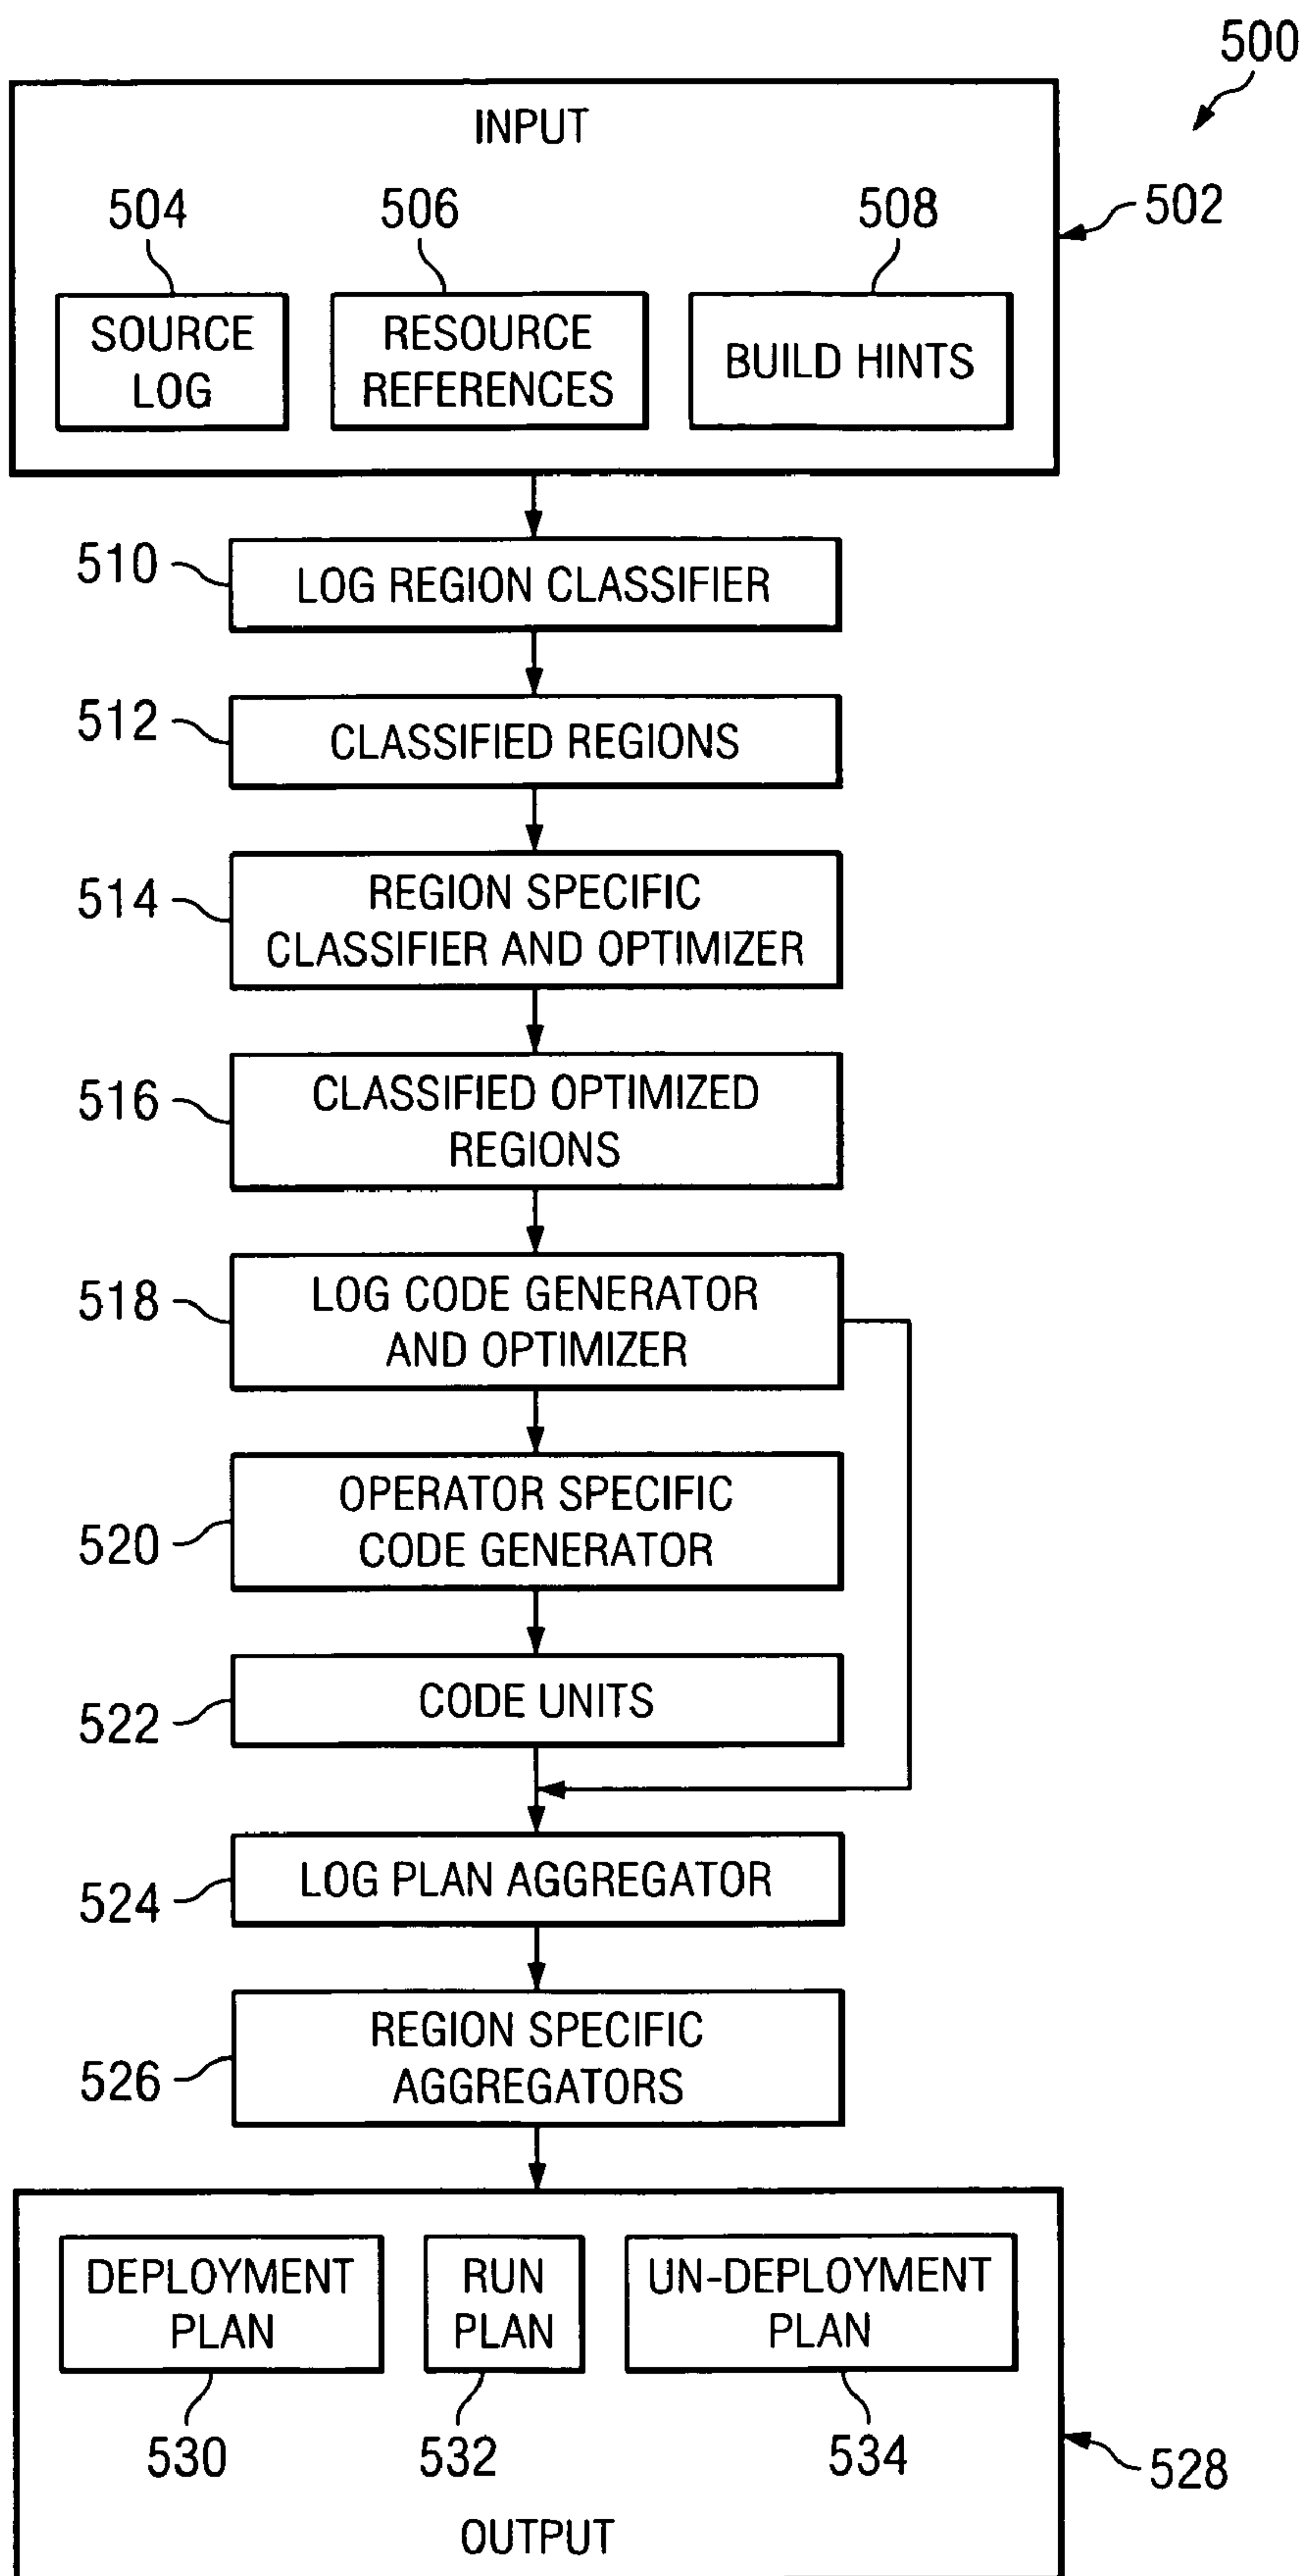 500
INPUT
502
504
506
508
SOURCE
LOG
RESOURCE
REFERENCES
BUILD HINTS
510
LOG REGION CLASSIFIER
512
CLASSIFIED REGIONS
514
REGION SPECIFIC
CLASSIFIER AND OPTIMIZER
516
CLASSIFIED OPTIMIZED
REGIONS
518
LOG CODE GENERATOR
AND OPTIMIZER
520
OPERATOR SPECIFIC
CODE GENERATOR
522
CODE UNITS
524
LOG PLAN AGGREGATOR
526
REGION SPECIFIC
AGGREGATORS
DEPLOYMENT
PLAN
RUN
PLAN
UN-DEPLOYMENT
PLAN
530
532
534
528
OUTPUT